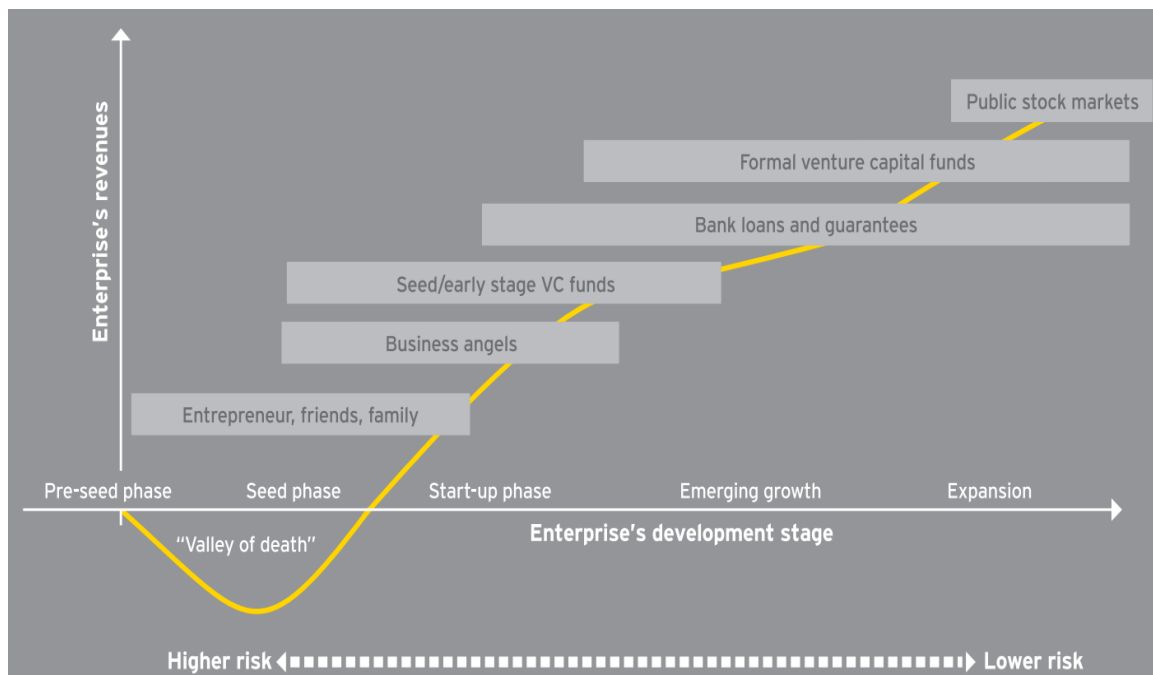 Enterprise's revenues
Public stock markets
Formal venture capital funds
Bank loans and guarantees
Seed/early stage VC funds
Business angels
Entrepreneur, friends, family
Pre-seed phase
Seed phase
Start-up phase
Emerging growth
Expansion
Enterprise's development stage
"Valley of death"
Higher risk
Lower risk